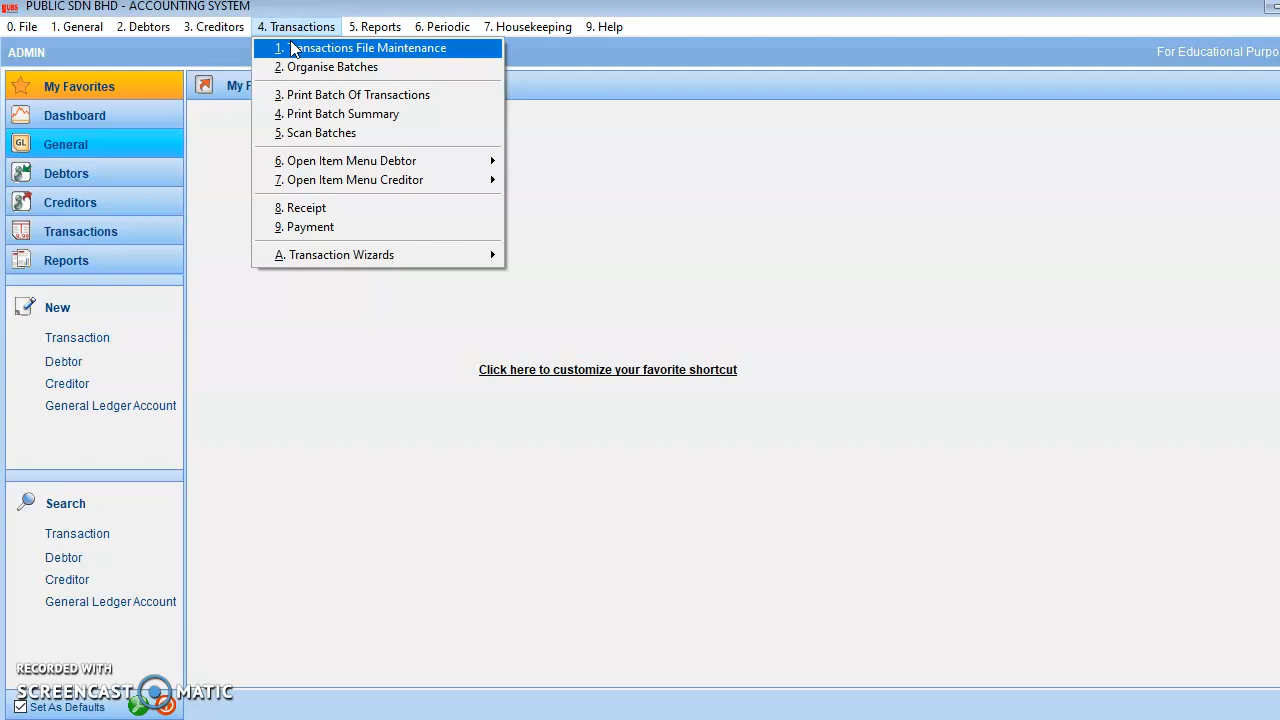 UBS
PUBLIC SDN BHD - ACCOUNTING SYSTEM
0. File 1. General 2. Debtors 3. Creditors 4. Transactions 5. Reports 6. Periodic 7. Housekeeping 9. Help
ADMIN
For Educational Purpo
My Favorites
My F
Dashboard
GL
General
Debtors
Creditors
Transactions
Reports
1. Transactions File Maintenance
2. Organise Batches
3. Print Batch Of Transactions
4. Print Batch Summary
5. Scan Batches
6. Open Item Menu Debtor
7. Open Item Menu Creditor
8. Receipt
9. Payment
A. Transaction Wizards
New
Transaction
Debtor
Creditor
General Ledger Account
Click here to customize your favorite shortcut
Search
Transaction
Debtor
Creditor
General Ledger Account
RECORDED WITH
SCREENCAST MATIC
Set As Defaults